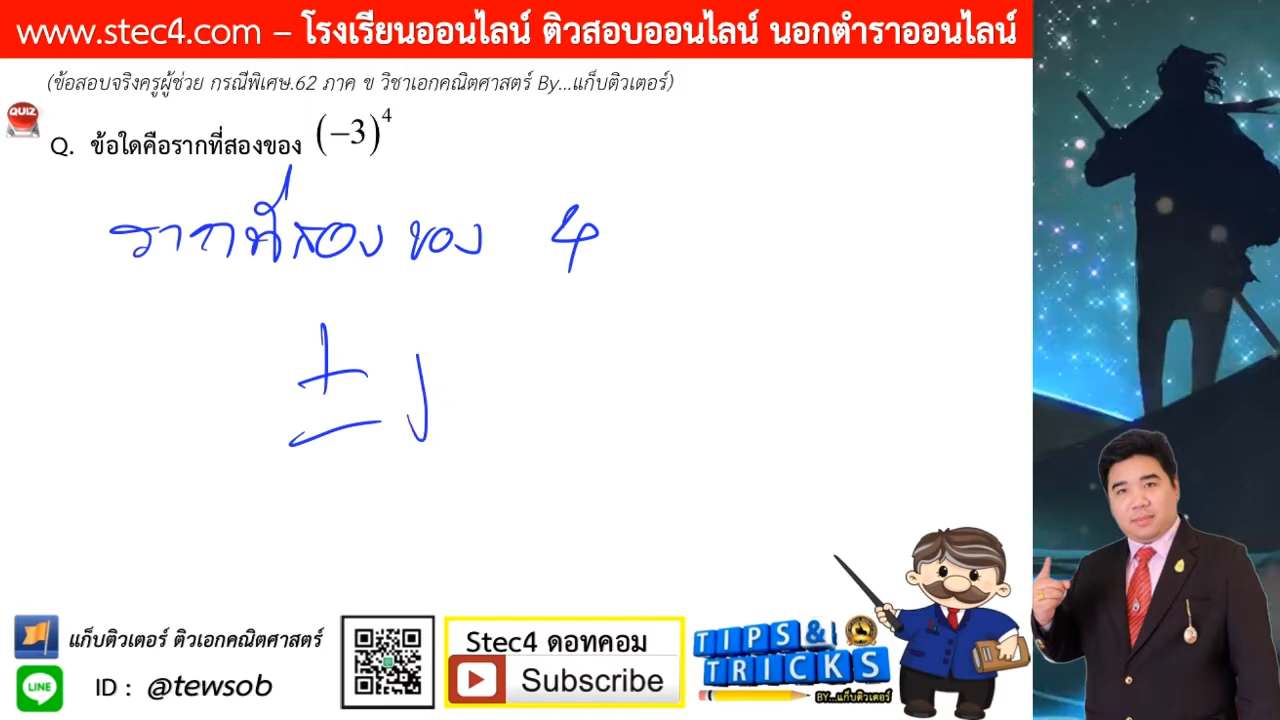 www.stec4.com – โรงเรียนออนไลน์ ติวสอบออนไลน์ นอกตำราออนไลน์
(ข้อสอบจริงครูผู้ช่วย กรณีพิเศษ.62 ภาค ข วิชาเอกคณิตศาสตร์ By...แก็บติวเตอร์)
QUIZ
Q. ข้อใดคือรากที่สองของ (−3)⁴
รากที่สอง ของ 4
±
แก็บติวเตอร์ ติวเอกคณิตศาสตร์
LINE ID : @tewsob
Stec4 ดอทคอม
Subscribe
TIPS &
TRICKS
BY...แก็บติวเตอร์